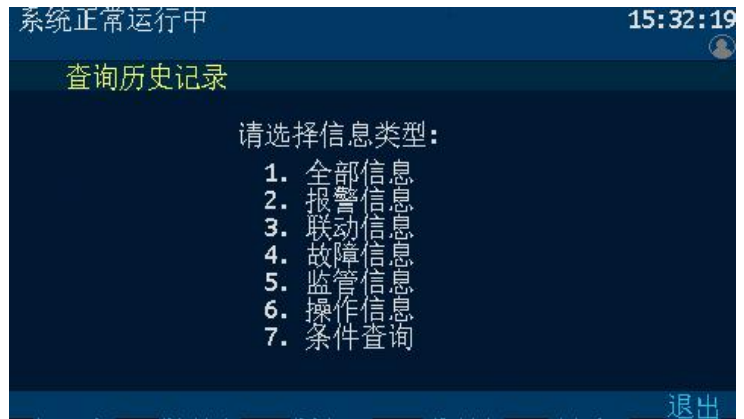 系统正常运行中
15:32:19
查询历史记录
请选择信息类型:
1. 全部信息
2. 报警信息
3. 联动信息
4. 故障信息
5. 监管信息
6. 操作信息
7. 条件查询
退出